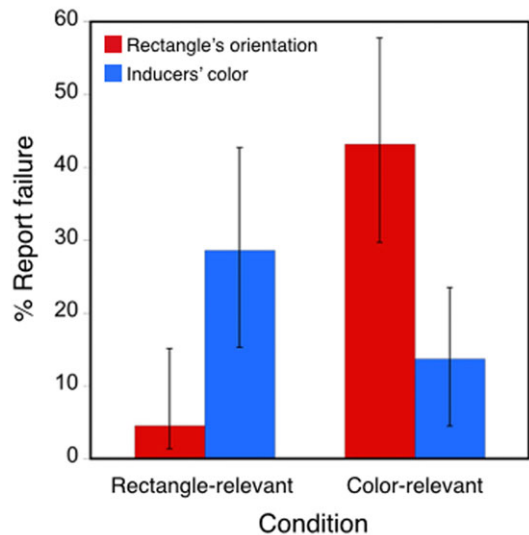 60
Rectangle's orientation
Inducers' color
50
40
30
20
10
0
% Report failure
Rectangle-relevant Color-relevant
Condition